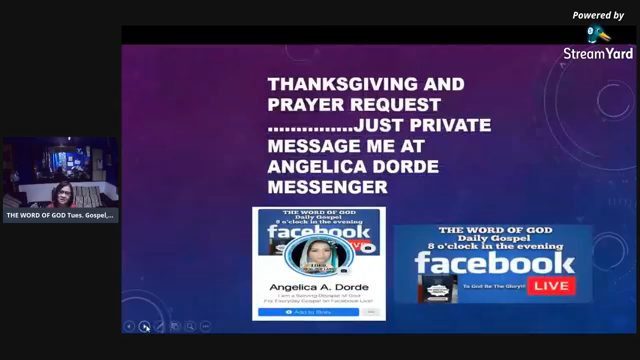 Powered by
StreamYard
THANKSGIVING AND
PRAYER REQUEST
...............JUST PRIVATE
MESSAGE ME AT
ANGELICA DORDE
MESSENGER
THE WORD OF GOD Tues. Gospel,...
THE WORD OF GOD
Daily Gospel
8 o'clock in the evening
facebook
Angelica A. Dorde
I am a Serving Disciple of God
For Everyday Gospel on Facebook Live!
Add to Story
THE WORD OF GOD
Daily Gospel
8 o'clock in the evening
facebook
To God Be The Glory!!!
LIVE